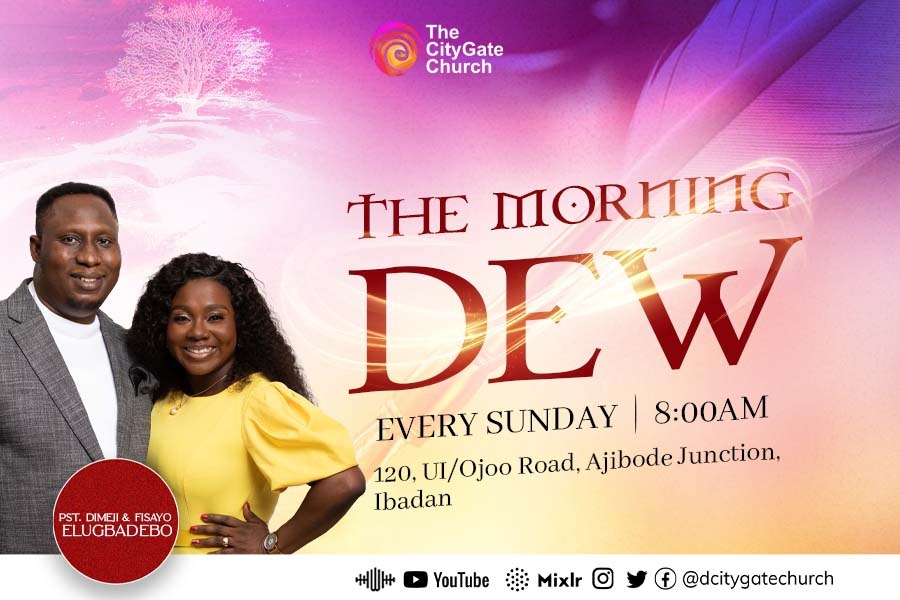 The
CityGate
Church
THE MORNING
DEW
EVERY SUNDAY | 8:00AM
120, UI/Ojoo Road, Ajibode Junction,
Ibadan
PST. DIMEJI & FISAYO
ELUGBADEBO
YouTube Mixlr @dcitygatechurch